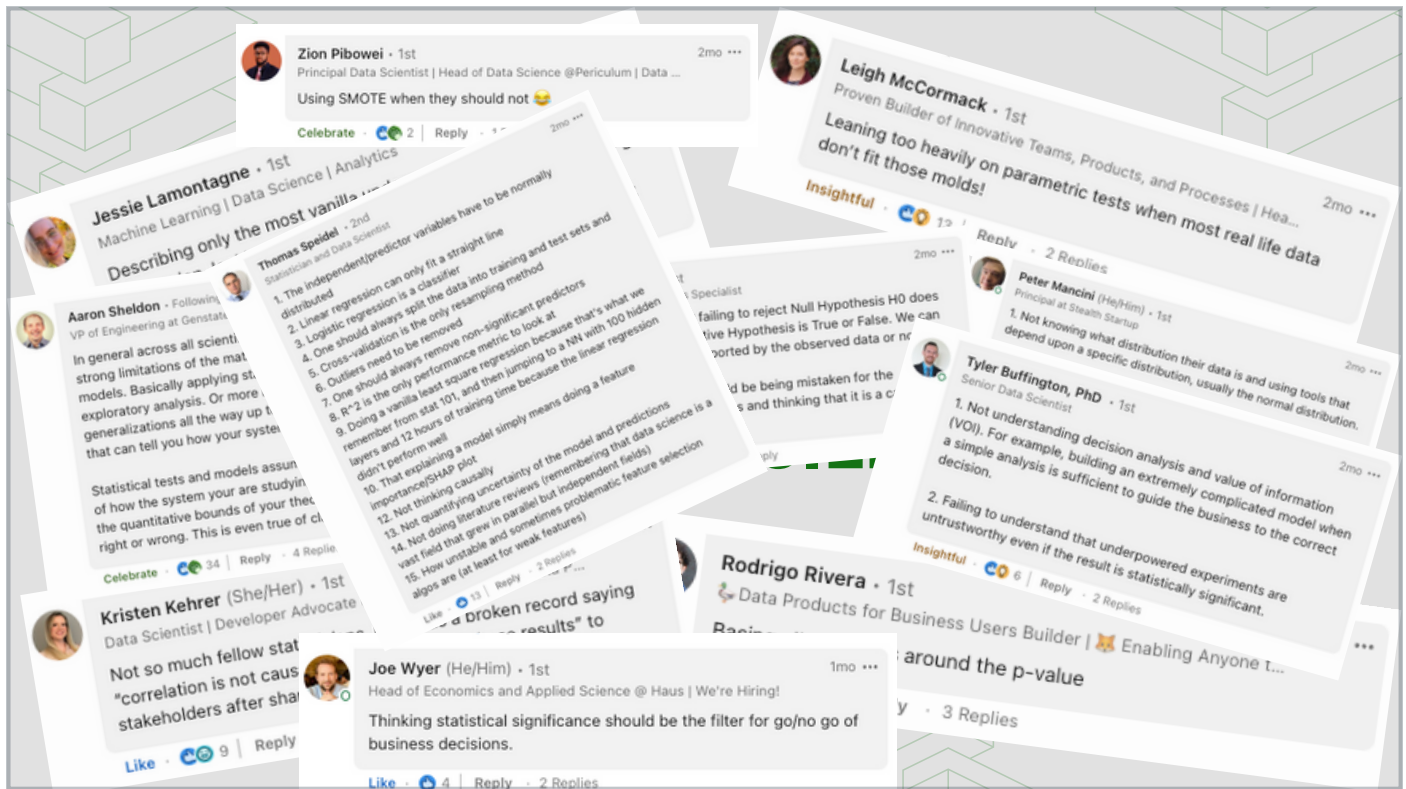 Zion Pibowei • 1st
2mo •••
Principal Data Scientist | Head of Data Science @Periculum | Data ...
Using SMOTE when they should not 😂
Celebrate · 2 | Reply
Leigh McCormack • 1st
2mo •••
Proven Builder of Innovative Teams, Products, and Processes | Hea...
Leaning too heavily on parametric tests when most real life data
don't fit those molds!
Insightful · 13 | Reply · 2 Replies
Jessie Lamontagne • 1st
Machine Learning | Data Science | Analytics
Describing only the most vanilla
Thomas Speidel • 2nd
2mo •••
Statistician and Data Scientist
1. The independent/predictor variables have to be normally
distributed
2. Linear regression can only fit a straight line
3. Logistic regression is a classifier
4. One should always split the data into training and test sets and
5. Cross-validation is the only resampling method
6. Outliers need to be removed
7. One should always remove non-significant predictors
8. R^2 is the only performance metric to look at
9. Doing a vanilla least square regression because that's what we
remember from stat 101, and then jumping to a NN with 100 hidden
layers and 12 hours of training time because the linear regression
didn't perform well
10. That explaining a model simply means doing a feature
importance/SHAP plot
12. Not thinking causally
13. Not quantifying uncertainty of the model and predictions
14. Not doing literature reviews (remembering that data science is a
vast field that grew in parallel but independent fields)
15. How unstable and sometimes problematic feature selection
algos are (at least for weak features)
Like · 13 | Reply · 2 Replies
Aaron Sheldon • Following
VP of Engineering at Genstat
In general across all scienti
strong limitations of the mat
models. Basically applying st
exploratory analysis. Or more
generalizations all the way up t
that can tell you how your syste
Statistical tests and models assum
of how the system your are studyin
the quantitative bounds of your theo
right or wrong. This is even true of cl
Celebrate · 34 | Reply · 4 Replie
Specialist
2mo •••
failing to reject Null Hypothesis H0 does
tive Hypothesis is True or False. We can
ported by the observed data or no
d be being mistaken for the
s and thinking that it is a c
ply
Peter Mancini (He/Him) • 1st
2mo •••
Principal at Stealth Startup
1. Not knowing what distribution their data is and using tools that
depend upon a specific distribution, usually the normal distribution.
Tyler Buffington, PhD • 1st
2mo •••
Senior Data Scientist
1. Not understanding decision analysis and value of information
(VOI). For example, building an extremely complicated model when
a simple analysis is sufficient to guide the business to the correct
decision.
2. Failing to understand that underpowered experiments are
untrustworthy even if the result is statistically significant.
Insightful · 6 | Reply · 2 Replies
Kristen Kehrer (She/Her) • 1st
Data Scientist | Developer Advocate
Not so much fellow stat
a broken record saying
"correlation is not caus
results" to
stakeholders after sha
Like · 9 | Reply
Rodrigo Rivera • 1st
•••
🦆Data Products for Business Users Builder | 🦊 Enabling Anyone t...
around the p-value
y · 3 Replies
Joe Wyer (He/Him) • 1st
1mo •••
Head of Economics and Applied Science @ Haus | We're Hiring!
Thinking statistical significance should be the filter for go/no go of
business decisions.
Like · 4 | Reply · 2 Replies